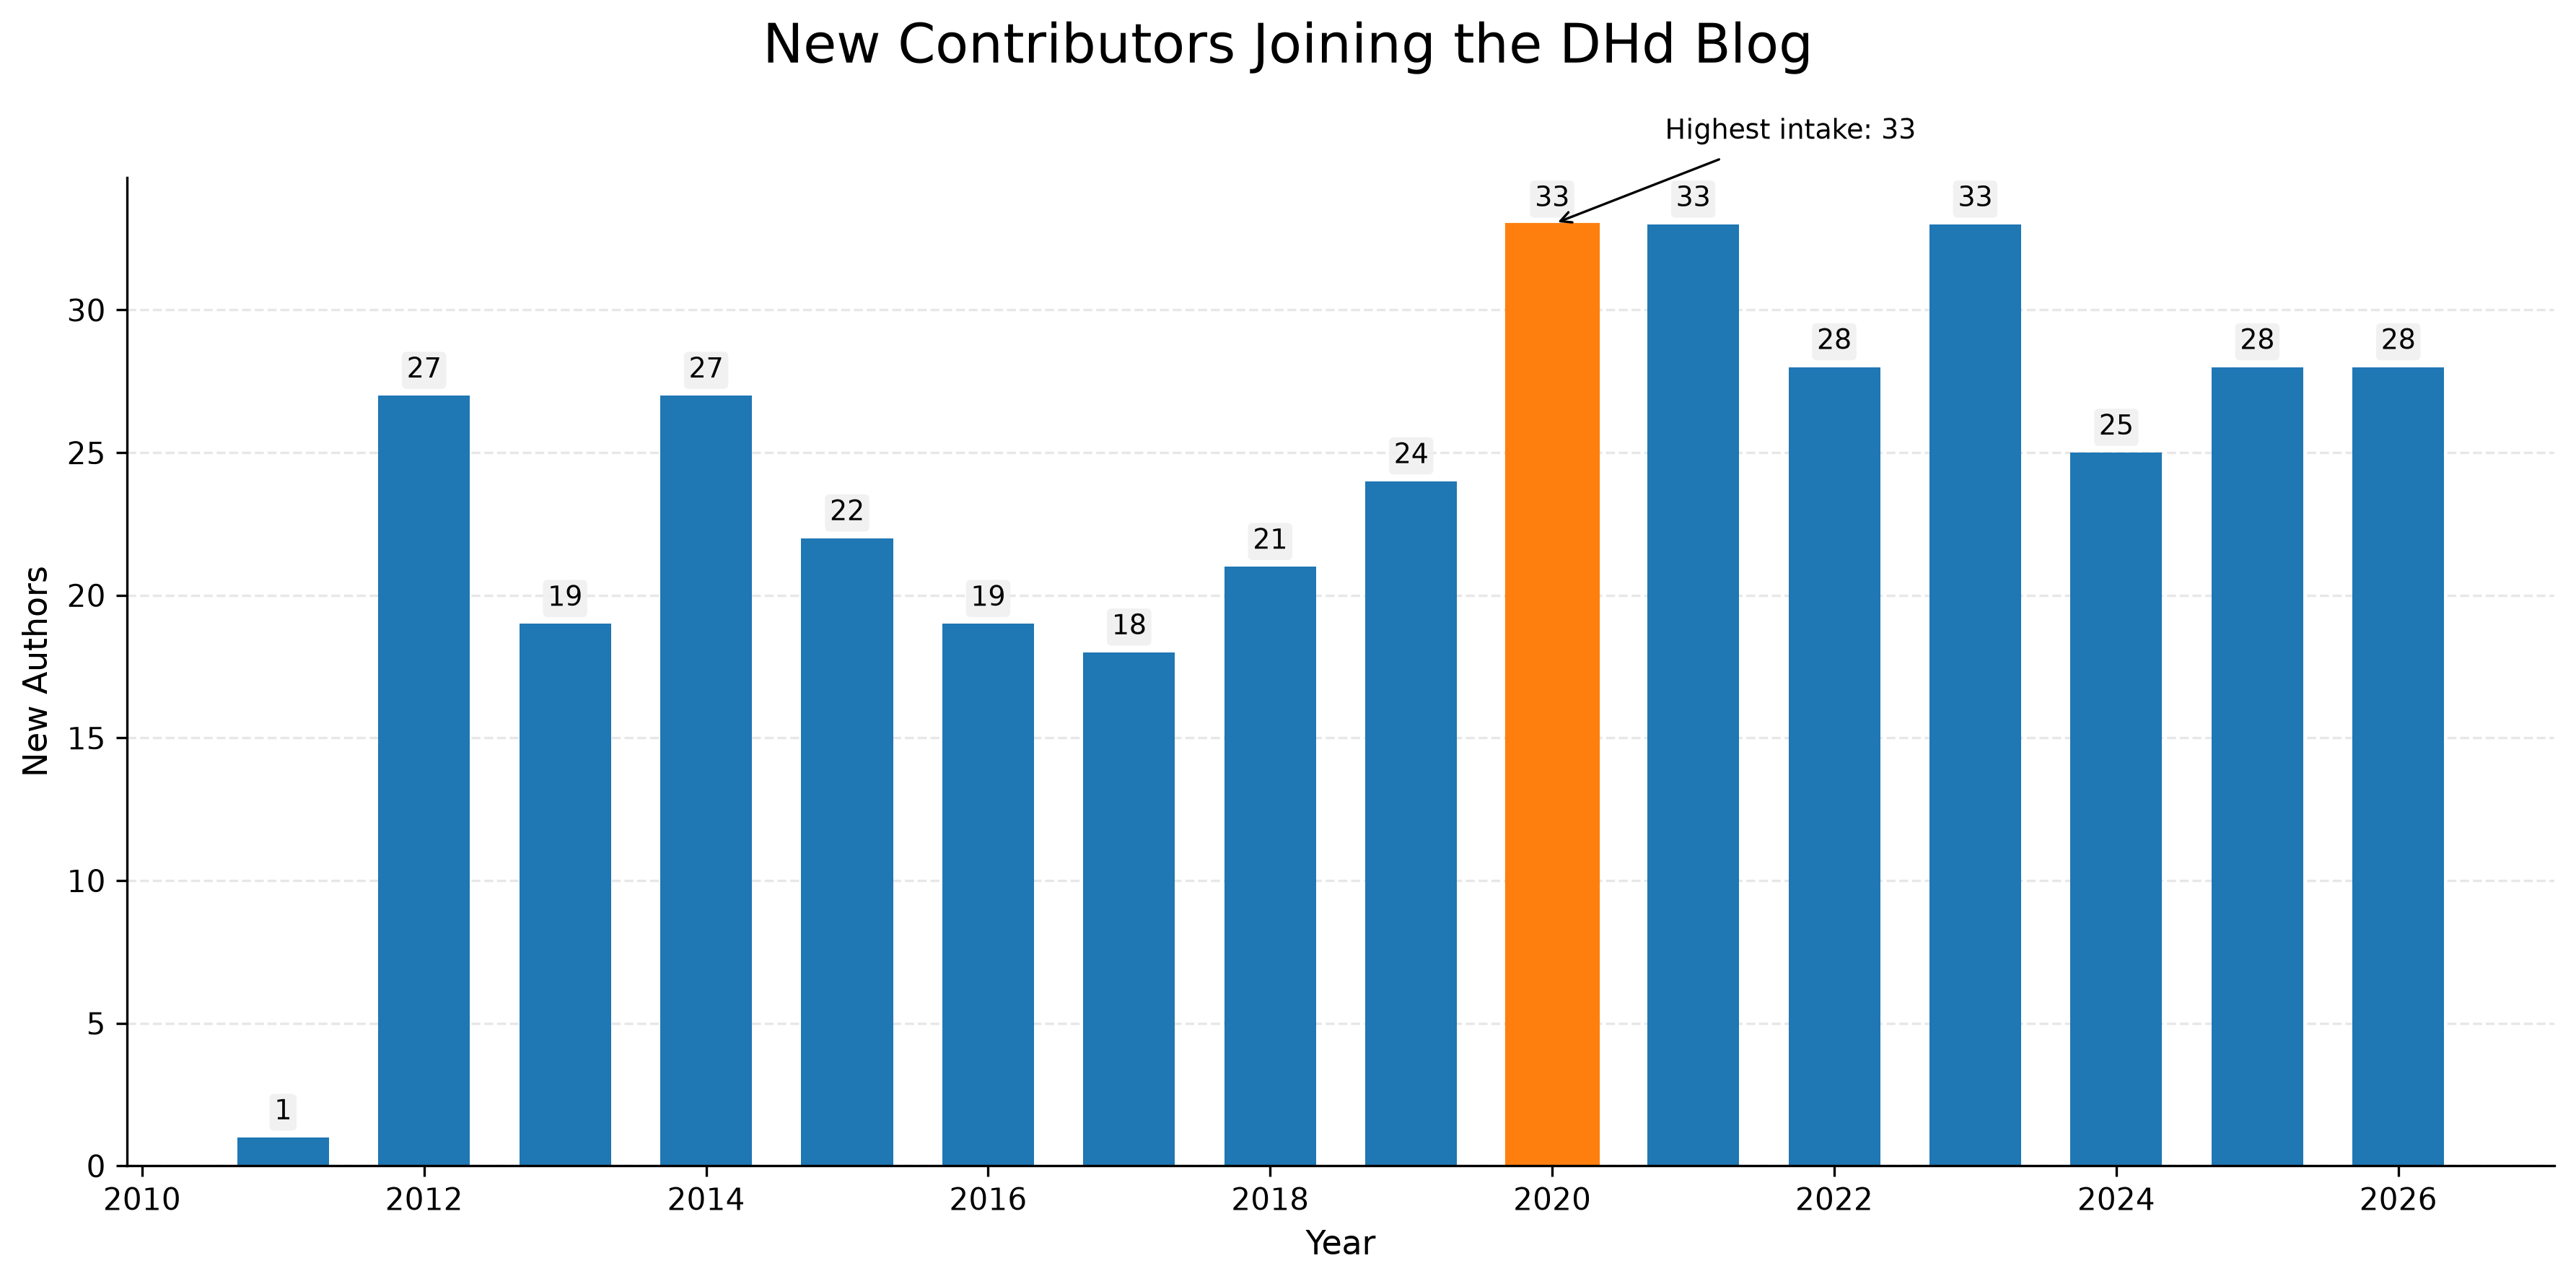 New Contributors Joining the DHd Blog
Highest intake: 33
33 33 33
30
28 28 28
27 27
25
25
24
22
21
20
19 19
18
15
10
5
1
0
New Authors
2010 2012 2014 2016 2018 2020 2022 2024 2026
Year